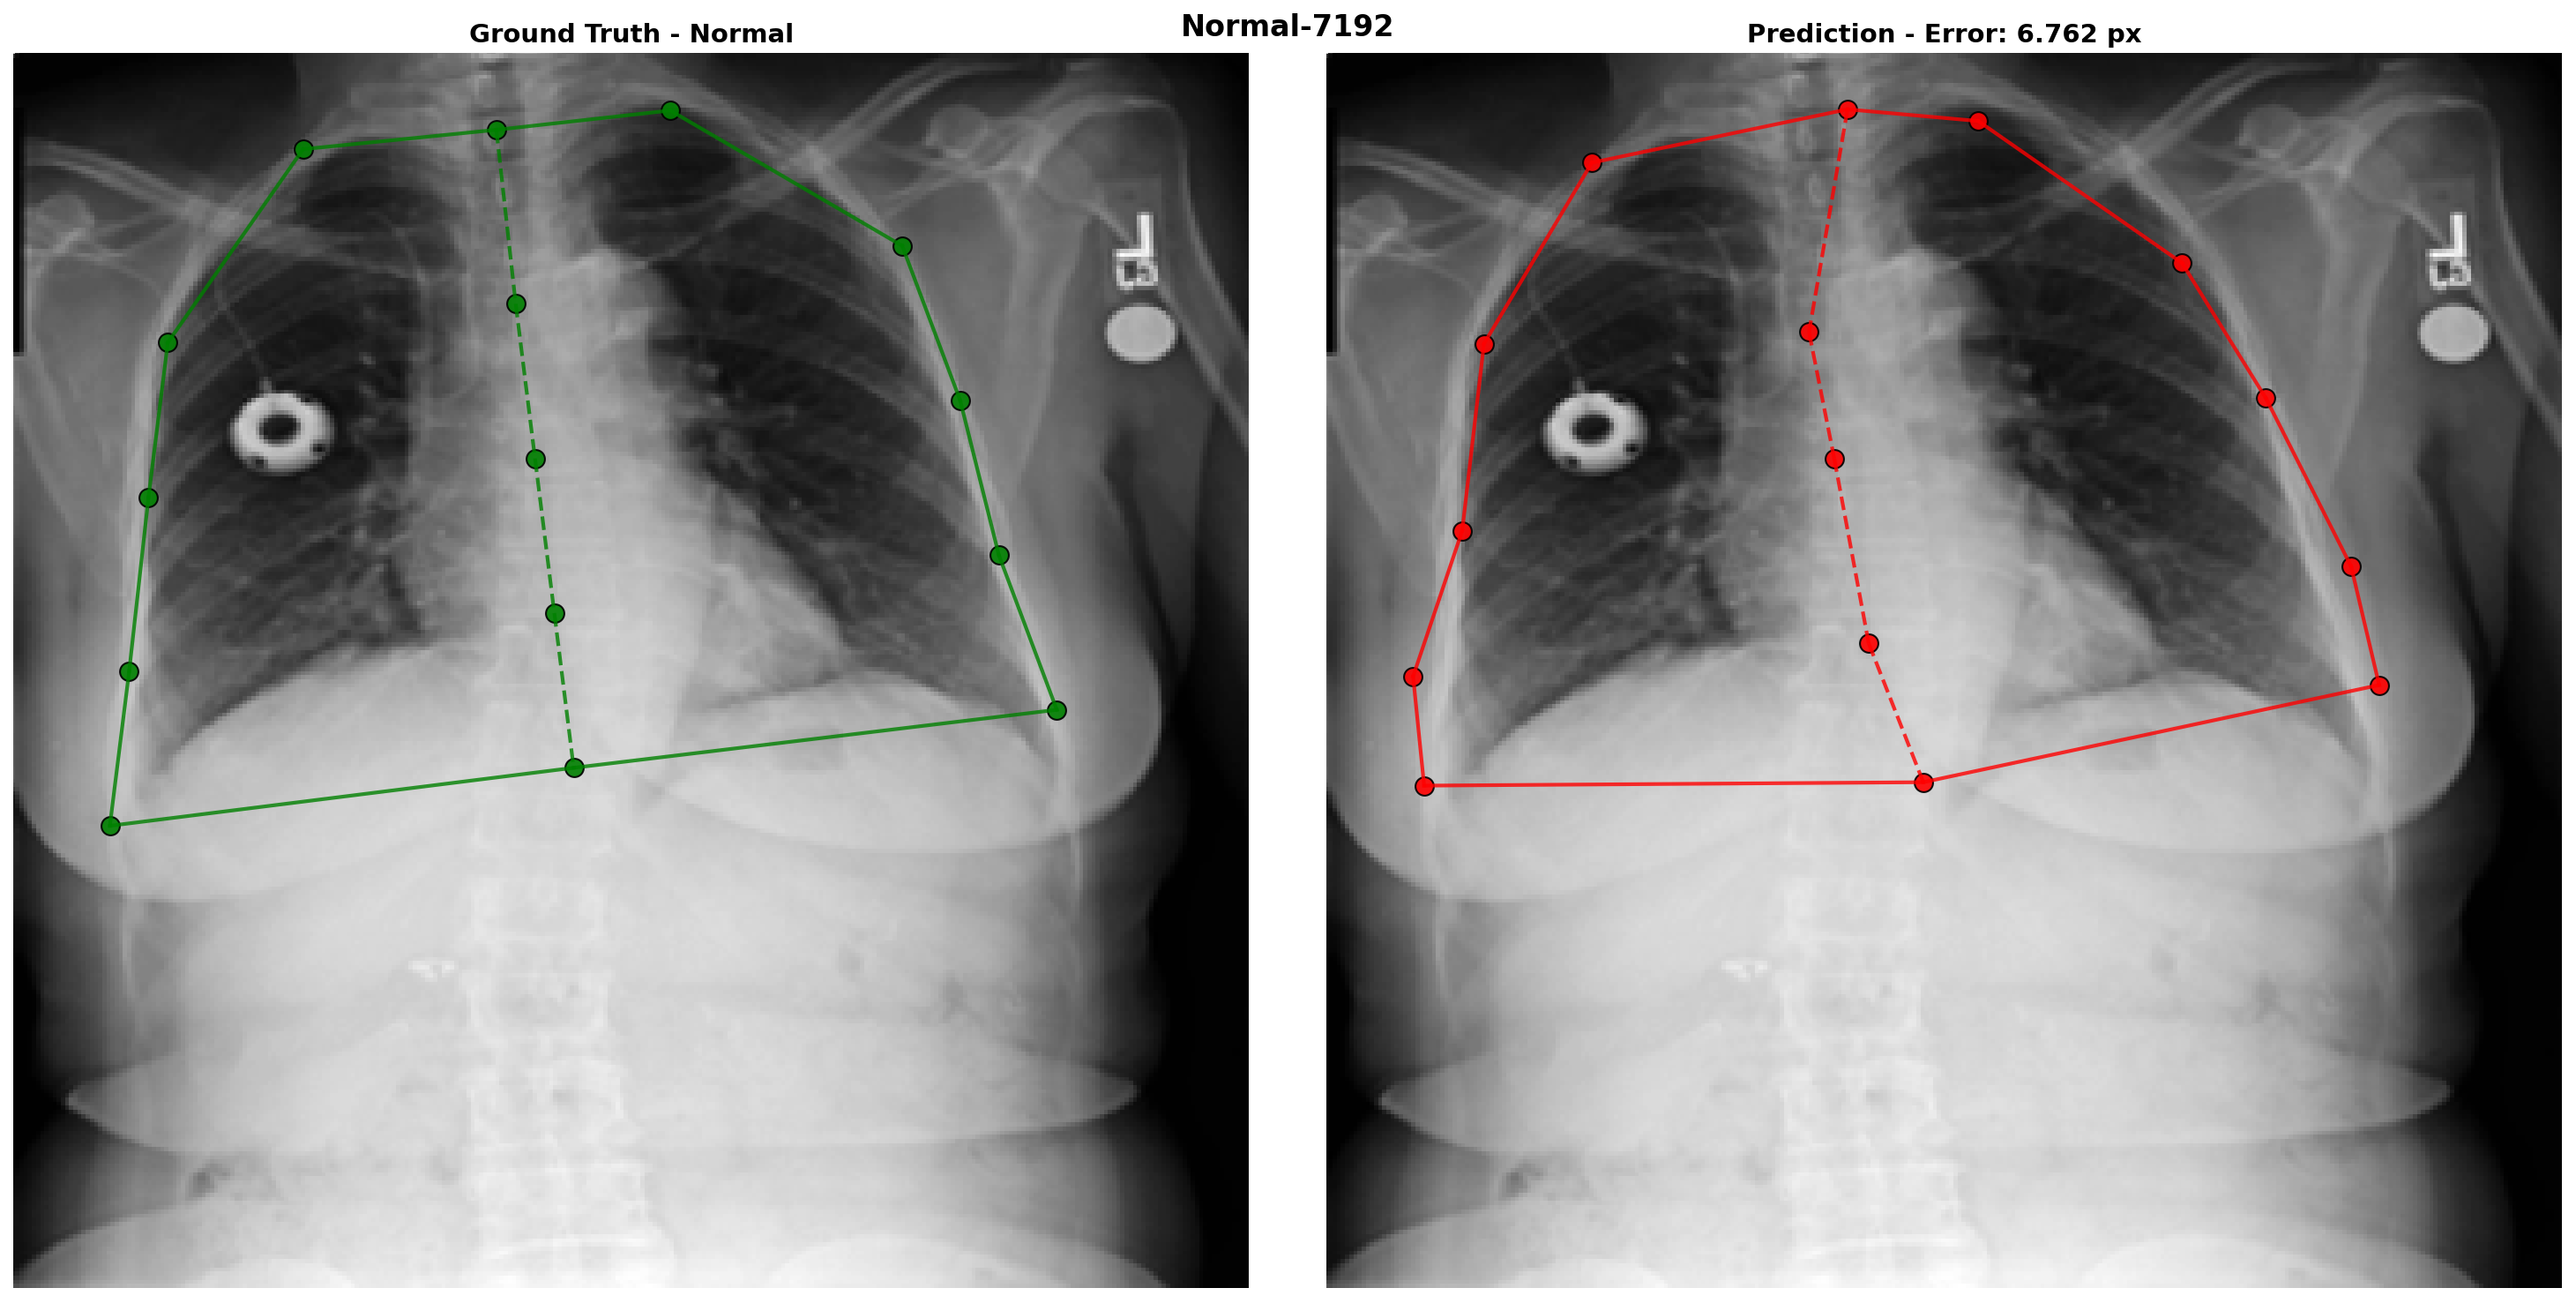 Normal-7192
Ground Truth - Normal
Prediction - Error: 6.762 px
L
L